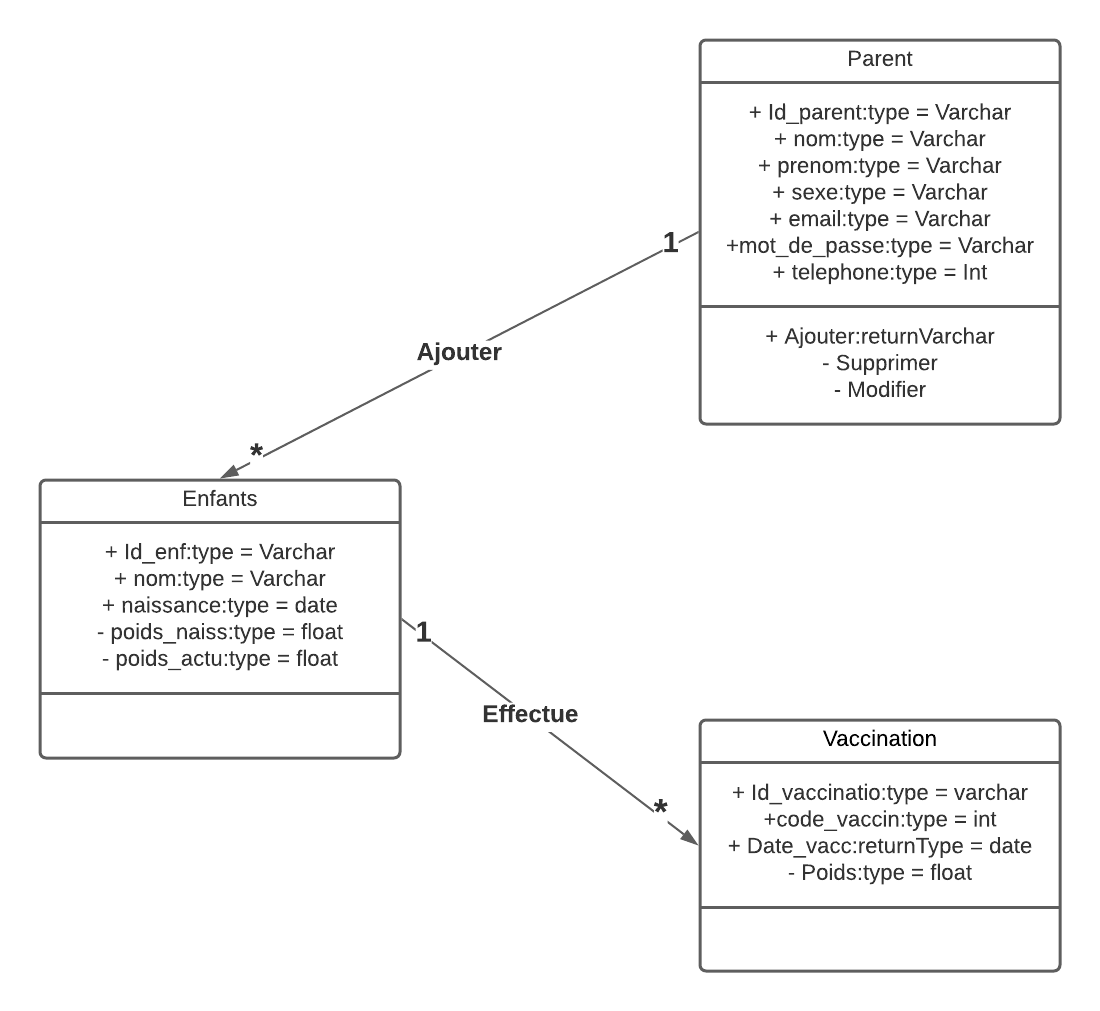 Parent
+ Id_parent:type = Varchar
+ nom:type = Varchar
+ prenom:type = Varchar
+ sexe:type = Varchar
+ email:type = Varchar
+mot_de_passe:type = Varchar
+ telephone:type = Int
+ Ajouter:returnVarchar
- Supprimer
- Modifier
1
Ajouter
*
Enfants
+ Id_enf:type = Varchar
+ nom:type = Varchar
+ naissance:type = date
- poids_naiss:type = float
- poids_actu:type = float
1
Effectue
*
Vaccination
+ Id_vaccinatio:type = varchar
+code_vaccin:type = int
+ Date_vacc:returnType = date
- Poids:type = float